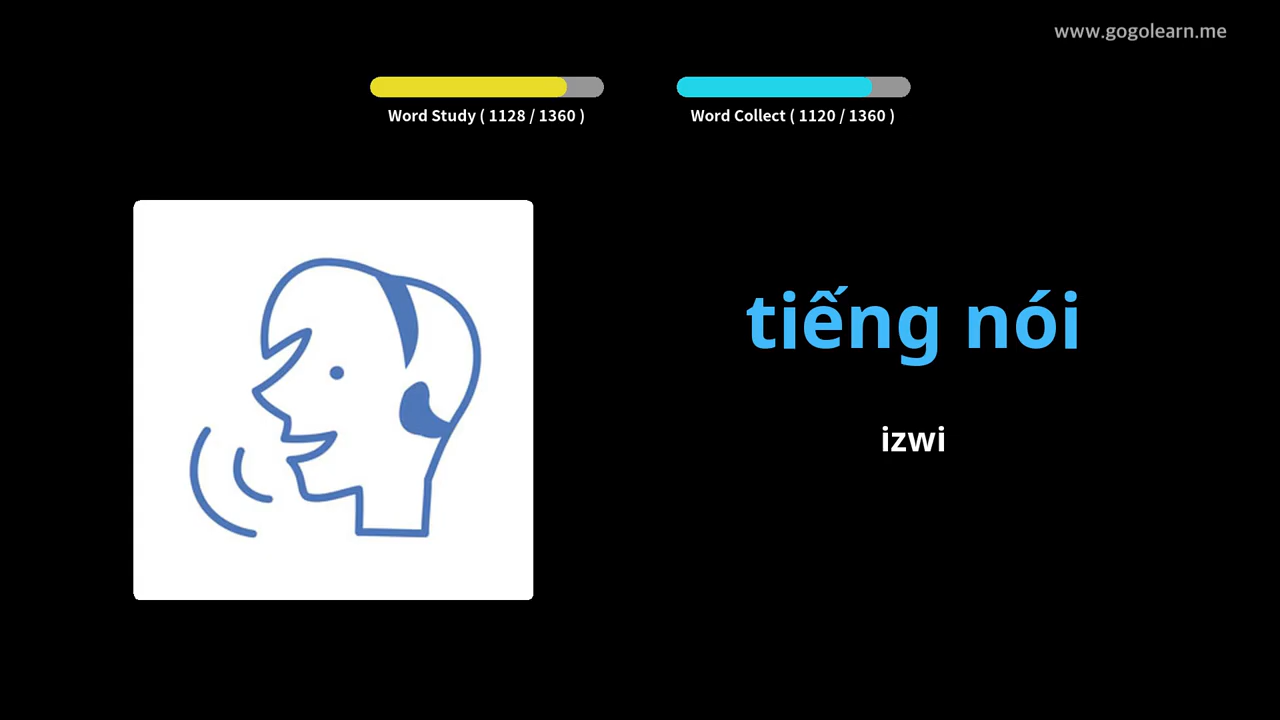 www.gogolearn.me
Word Study ( 1128 / 1360 )
Word Collect ( 1120 / 1360 )
tiếng nói
izwi